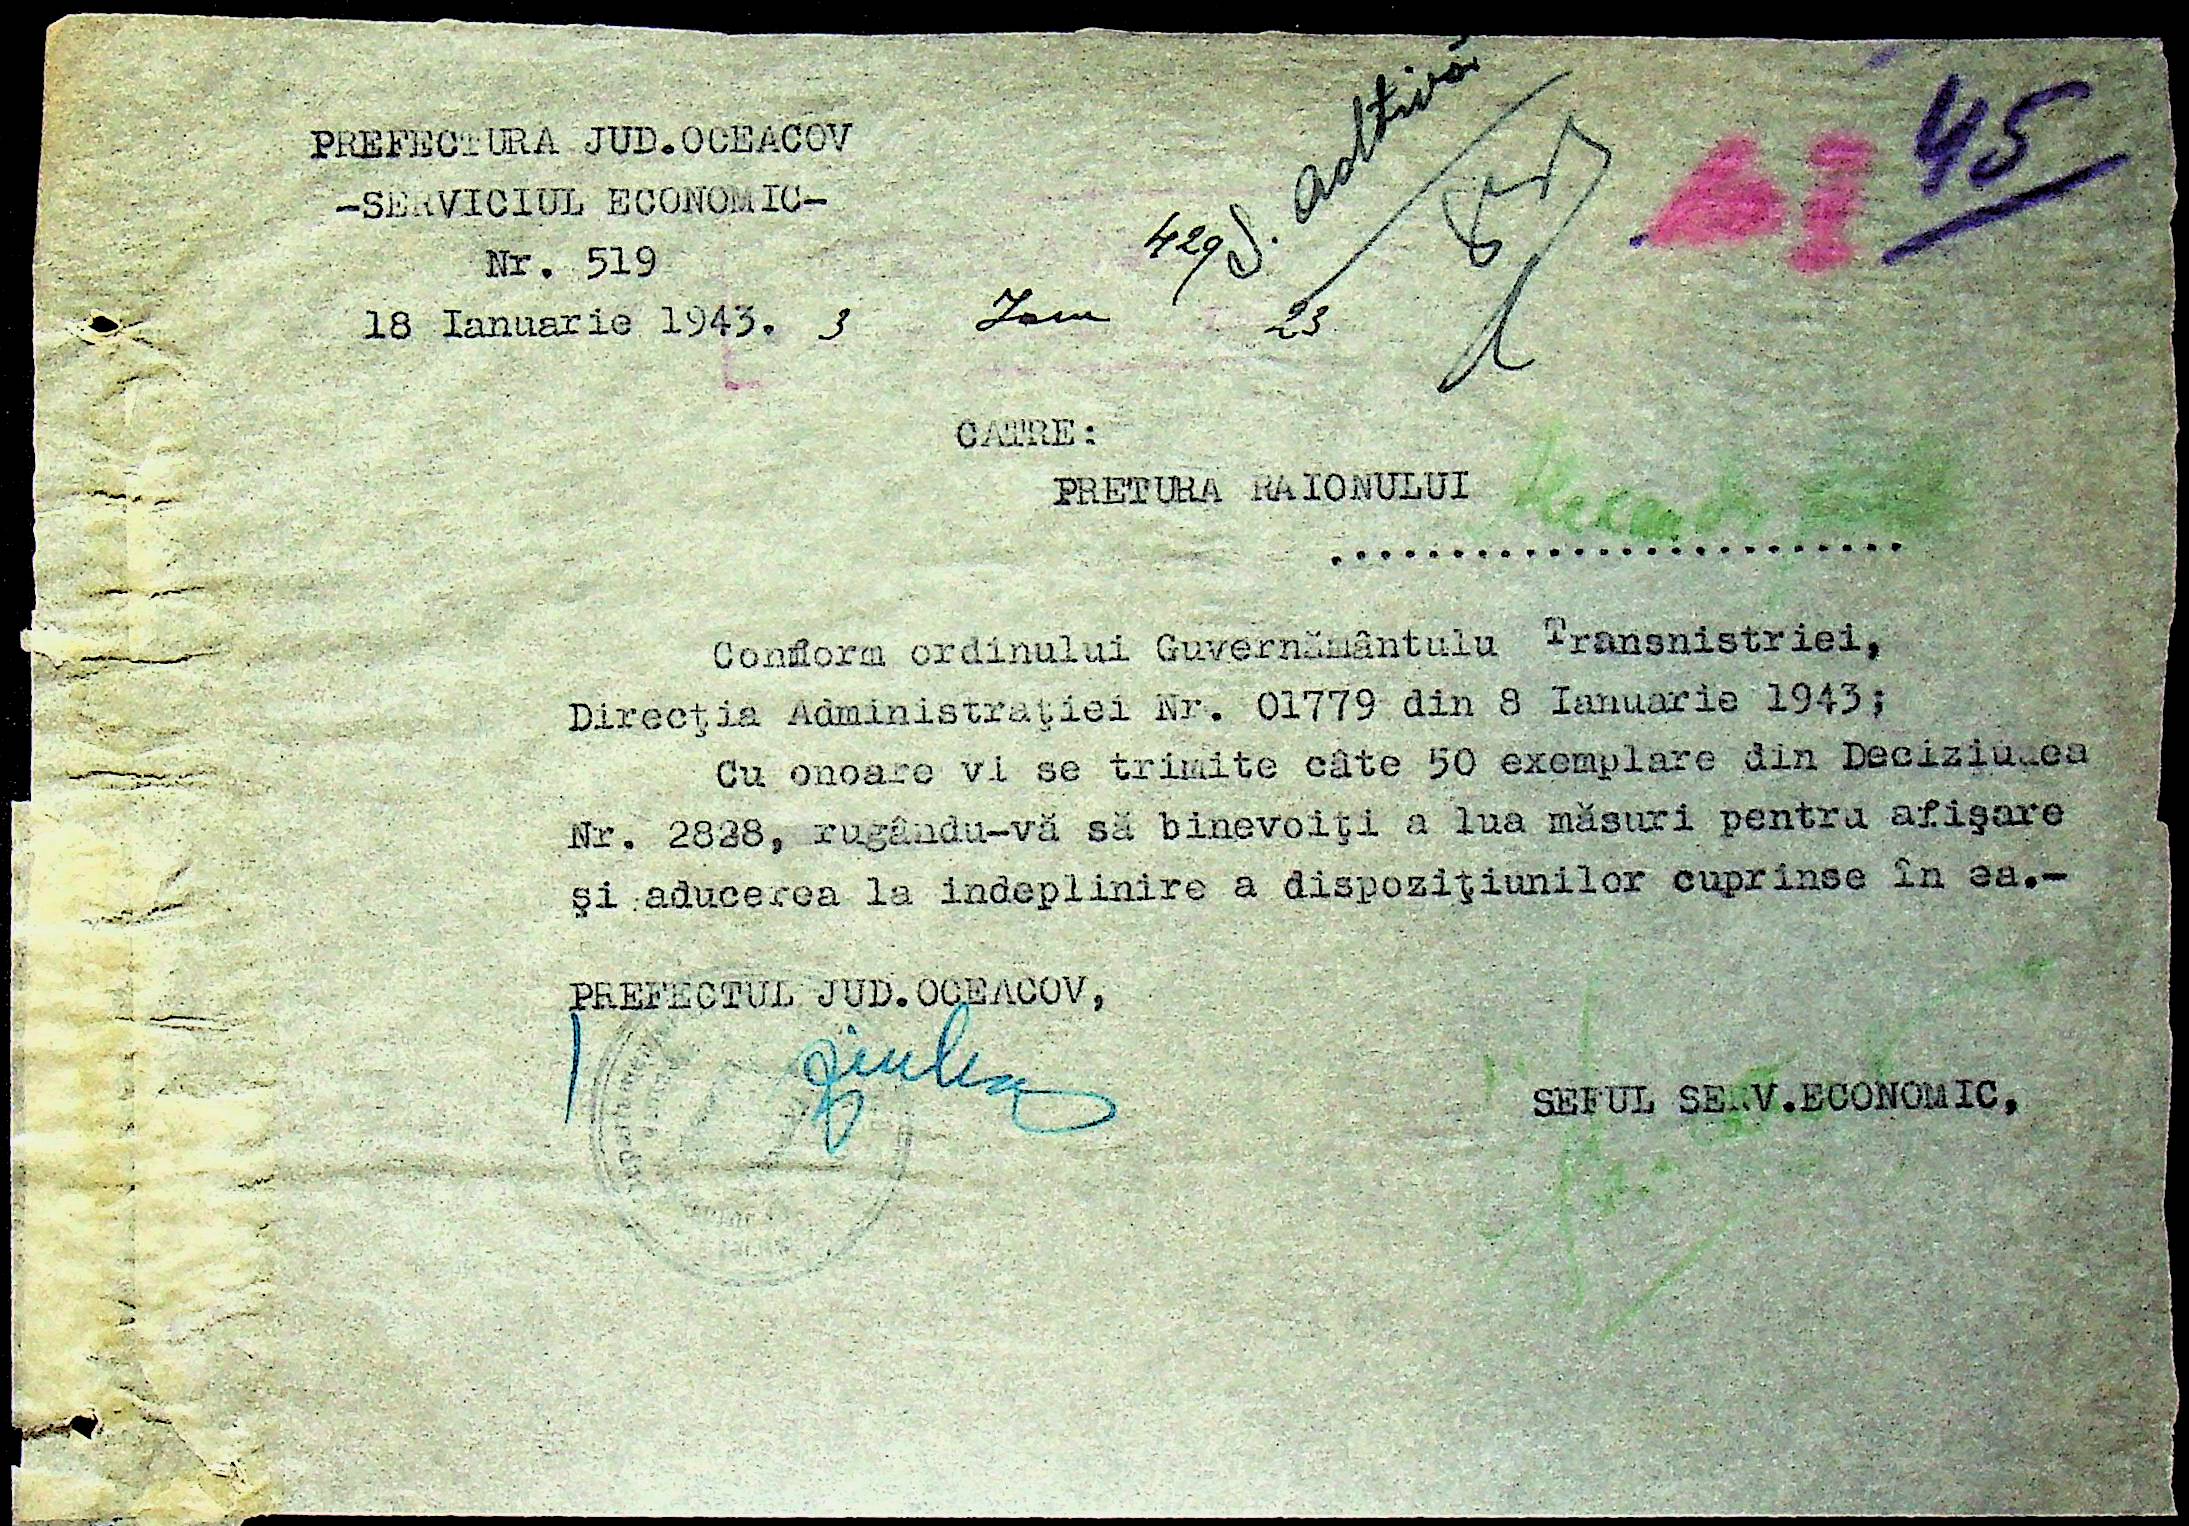 45
429
PREFECTURA JUD.OCEACOV
-SERVICIUL ECONOMIC-
Nr. 519
18 Ianuarie 1943. 3 23
CATRE:
PRETURA RAIONULUI
..........................
Conform ordinului Guvernământulu Transnistriei,
Direcţia Administraţiei Nr. 01779 din 8 Ianuarie 1943;
Cu onoare vi se trimite câte 50 exemplare din Deciziunea
Nr. 2828, rugându-vă să binevoiţi a lua măsuri pentru afişare
şi aducerea la indeplinire a dispoziţiunilor cuprinse în ea.-
PREFECTUL JUD.OCEACOV,
SEFUL SERV.ECONOMIC,